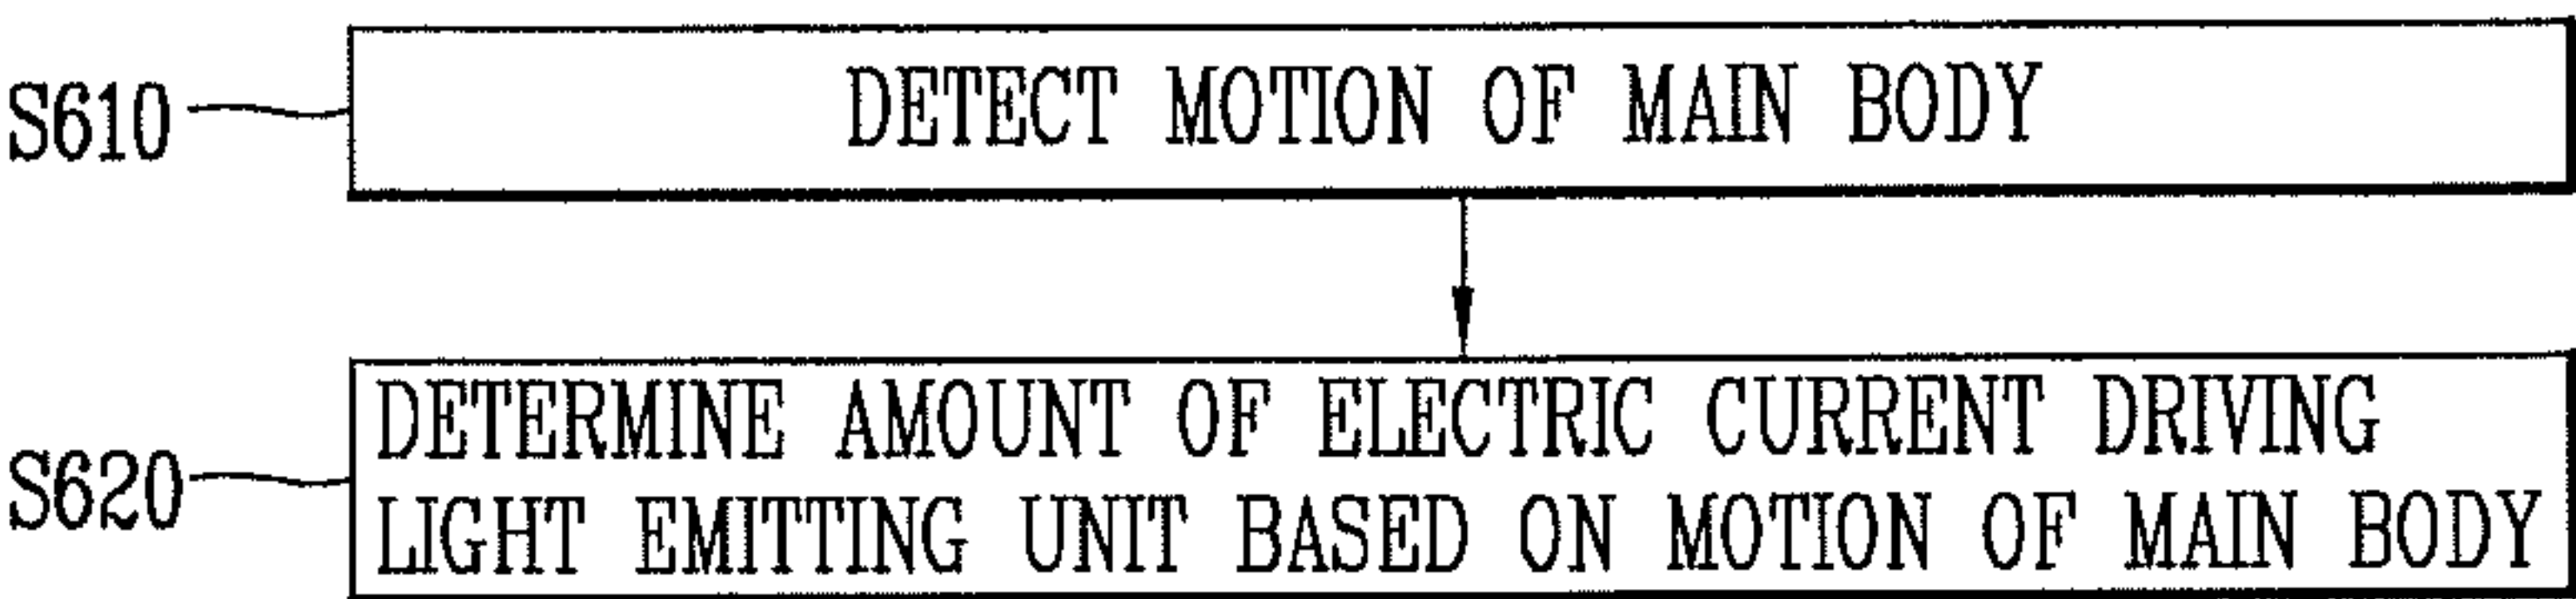 S610
DETECT MOTION OF MAIN BODY
S620
DETERMINE AMOUNT OF ELECTRIC CURRENT DRIVING
LIGHT EMITTING UNIT BASED ON MOTION OF MAIN BODY